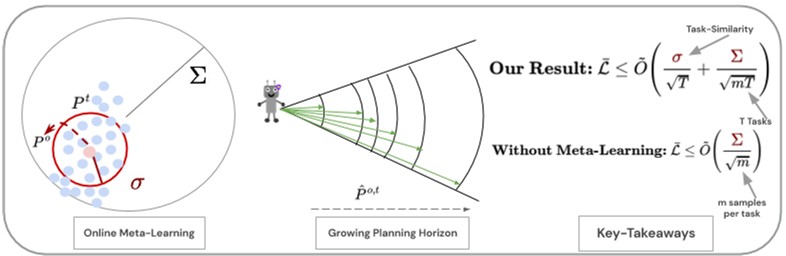 Σ
P^t
P^o
σ
Online Meta-Learning
P̂^{o,t}
Growing Planning Horizon
Task-Similarity
Our Result: L̄ ≤ Õ(σ/√T + Σ/√mT)
T Tasks
Without Meta-Learning: L̄ ≤ Õ(Σ/√m)
m samples
per task
Key-Takeaways